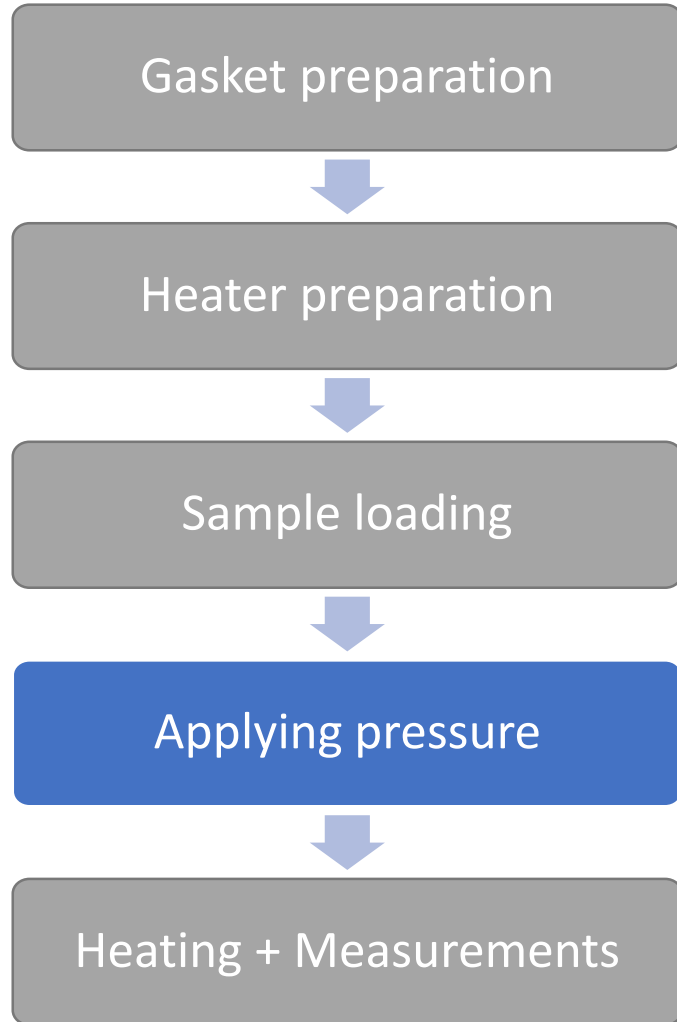 Gasket preparation
Heater preparation
Sample loading
Applying pressure
Heating + Measurements